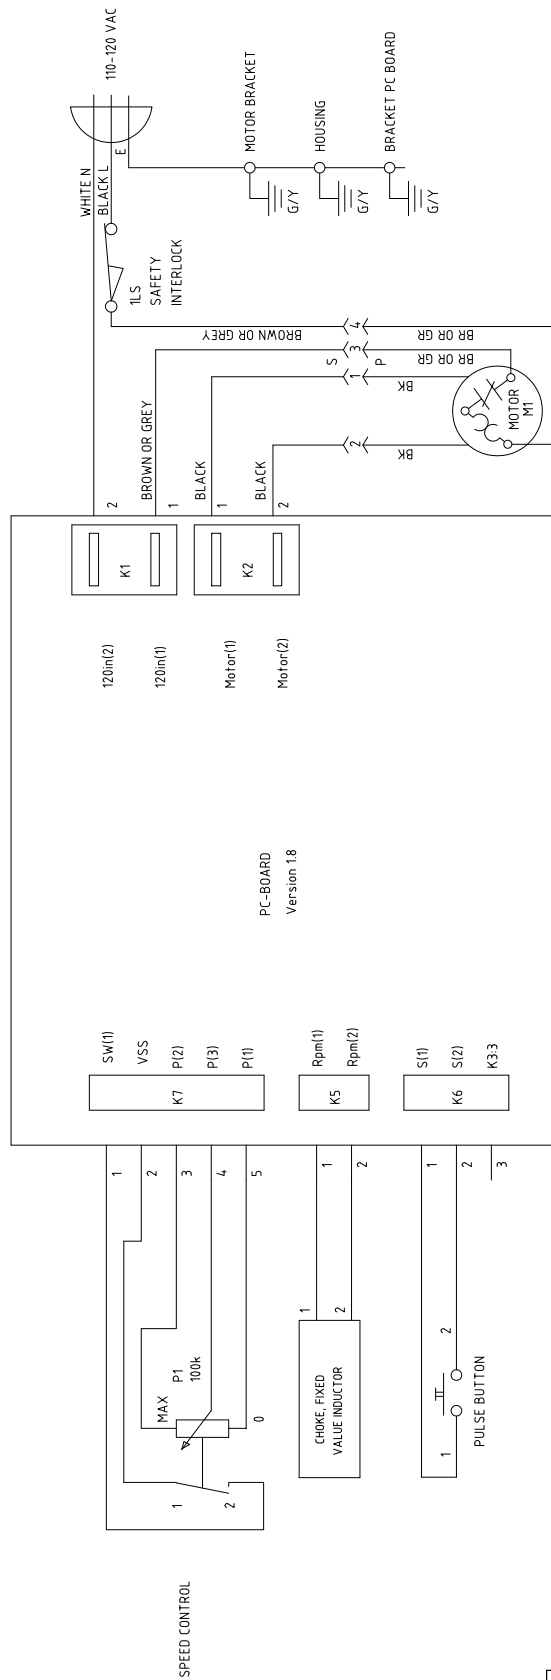 110-120 VAC
WHITE N
BLACK L
E
MOTOR BRACKET
HOUSING
BRACKET PC BOARD
G/Y
G/Y
G/Y
1LS
SAFETY
INTERLOCK
BROWN OR GREY
4
BR OR GR
3
BR OR GR
S
P
1
BK
2
BK
MOTOR
M1
2
BROWN OR GREY
1
BLACK
1
BLACK
2
K1
K2
120in(2)
120in(1)
Motor(1)
Motor(2)
PC-BOARD
Version 1.8
SW(1)
VSS
P(2)
P(3)
P(1)
K7
Rpm(1)
Rpm(2)
K5
S(1)
S(2)
K3:3
K6
1
2
3
4
5
1
2
1
2
3
MAX
P1
100k
0
1
2
1
2
CHOKE, FIXED
VALUE INDUCTOR
1
2
PULSE BUTTON
SPEED CONTROL